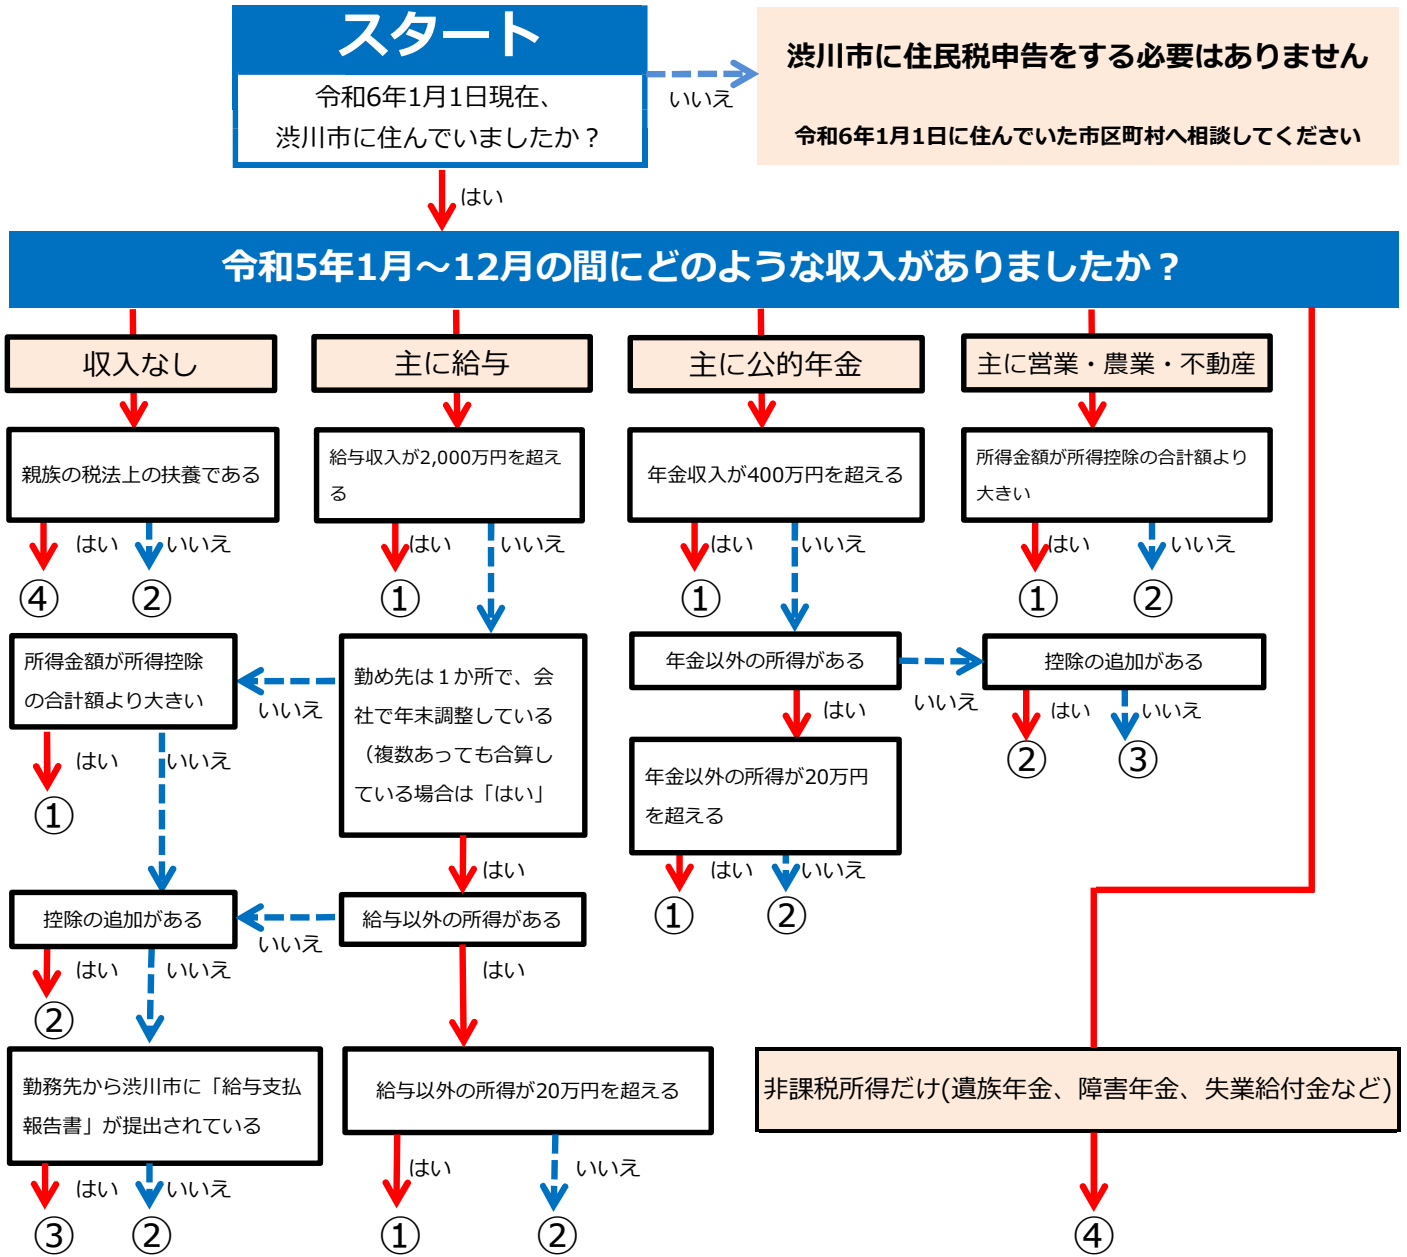 スタート
令和6年1月1日現在、
渋川市に住んでいましたか？
いいえ
渋川市に住民税申告をする必要はありません
令和6年1月1日に住んでいた市区町村へ相談してください
はい
令和5年1月～12月の間にどのような収入がありましたか？
収入なし
主に給与
主に公的年金
主に営業・農業・不動産
親族の税法上の扶養である
給与収入が2,000万円を超え
る
年金収入が400万円を超える
所得金額が所得控除の合計額より
大きい
はい
いいえ
はい
いいえ
はい
いいえ
はい
いいえ
④
②
①
①
①
②
所得金額が所得控除
の合計額より大きい
いいえ
勤め先は１か所で、会
社で年末調整している
（複数あっても合算し
ている場合は「はい」
年金以外の所得がある
いいえ
控除の追加がある
はい
はい
いいえ
②
③
はい
いいえ
①
年金以外の所得が20万円
を超える
はい
はい
いいえ
①
②
控除の追加がある
いいえ
給与以外の所得がある
はい
いいえ
はい
②
勤務先から渋川市に「給与支払
報告書」が提出されている
給与以外の所得が20万円を超える
非課税所得だけ(遺族年金、障害年金、失業給付金など)
はい
いいえ
はい
いいえ
③
②
①
②
④